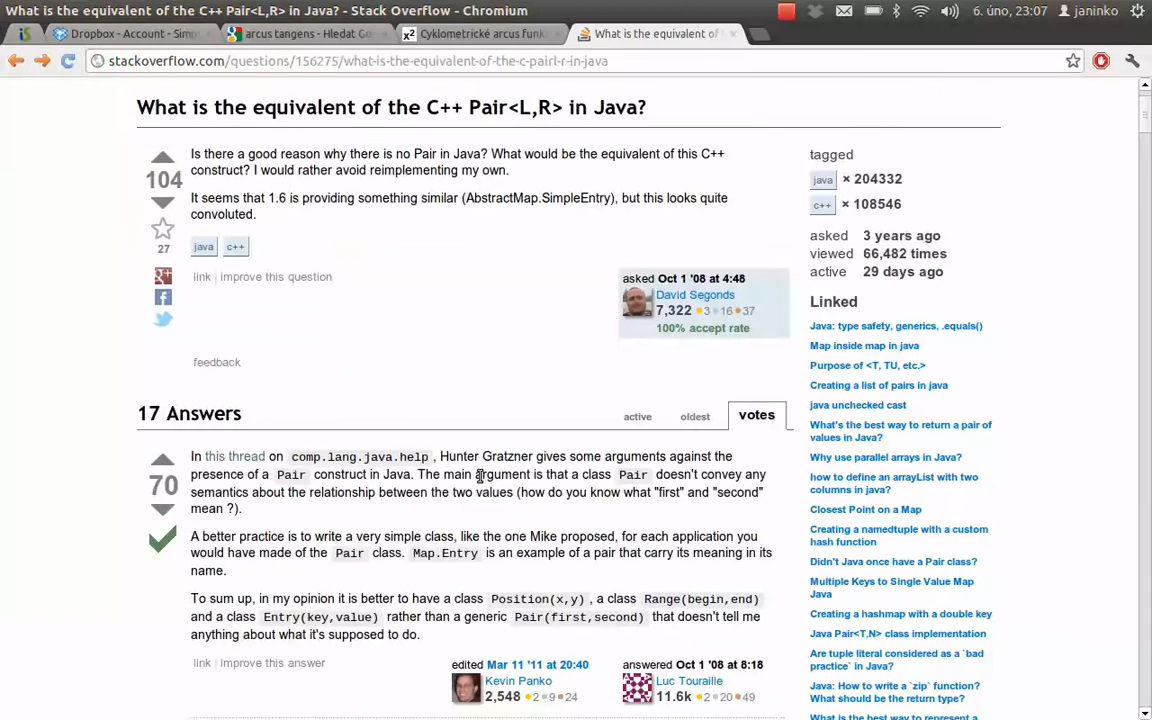 What is the equivalent of the C++ Pair<L,R> in Java? - Stack Overflow - Chromium
6. úno, 23:07
janinko
Dropbox - Account - Simp
arcus tangens - Hledat Go
Cyklometrické arcus funk
What is the equivalent of
stackoverflow.com/questions/156275/what-is-the-equivalent-of-the-c-pairl-r-in-java
What is the equivalent of the C++ Pair<L,R> in Java?
104
27
Is there a good reason why there is no Pair in Java? What would be the equivalent of this C++
construct? I would rather avoid reimplementing my own.
It seems that 1.6 is providing something similar (AbstractMap.SimpleEntry), but this looks quite
convoluted.
java c++
link | improve this question
asked Oct 1 '08 at 4:48
David Segonds
7,322 3 16 37
100% accept rate
feedback
17 Answers
active oldest votes
70
In this thread on comp.lang.java.help , Hunter Gratzner gives some arguments against the
presence of a Pair construct in Java. The main argument is that a class Pair doesn't convey any
semantics about the relationship between the two values (how do you know what "first" and "second"
mean ?).
A better practice is to write a very simple class, like the one Mike proposed, for each application you
would have made of the Pair class. Map.Entry is an example of a pair that carry its meaning in its
name.
To sum up, in my opinion it is better to have a class Position(x,y) , a class Range(begin,end)
and a class Entry(key,value) rather than a generic Pair(first,second) that doesn't tell me
anything about what it's supposed to do.
link | improve this answer
edited Mar 11 '11 at 20:40
Kevin Panko
2,548 2 9 24
answered Oct 1 '08 at 8:18
Luc Touraille
11.6k 2 20 49
tagged
java × 204332
c++ × 108546
asked 3 years ago
viewed 66,482 times
active 29 days ago
Linked
Java: type safety, generics, .equals()
Map inside map in java
Purpose of <T, TU, etc.>
Creating a list of pairs in java
java unchecked cast
What's the best way to return a pair of
values in Java?
Why use parallel arrays in Java?
how to define an arrayList with two
columns in java?
Closest Point on a Map
Creating a namedtuple with a custom
hash function
Didn't Java once have a Pair class?
Multiple Keys to Single Value Map
Java
Creating a hashmap with a double key
Java Pair<T,N> class implementation
Are tuple literal considered as a `bad
practice` in Java?
Java: How to write a `zip` function?
What should be the return type?
What is the best way to represent a